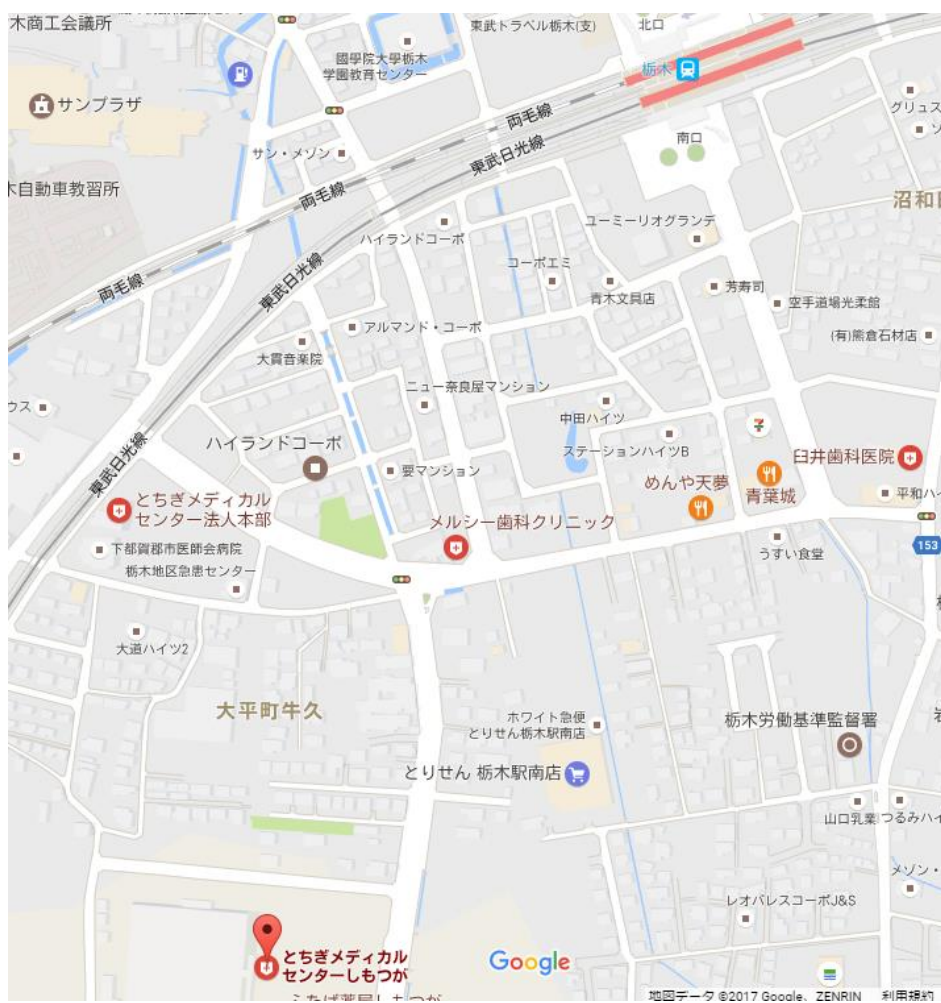 木商工会議所
東武トラベル栃木(支)
北口
國學院大學栃木
学園教育センター
栃木
サンプラザ
グリュス
両毛線
南口
サン・メゾン
東武日光線
木自動車教習所
両毛線
沼和田
ユーミーリオグランデ
ハイランドコーポ
コーポエミ
東武日光線
両毛線
芳寿司
青木文具店
空手道場光柔館
アルマンド・コーポ
(有)熊倉石材店
大貫音楽院
ニュー奈良屋マンション
ウス
中田ハイツ
7
ハイランドコーポ
ステーションハイツB
臼井歯科医院
東武日光線
要マンション
めんや天夢
青葉城
平和ハイ
とちぎメディカル
センター法人本部
メルシー歯科クリニック
下都賀郡市医師会病院
うすい食堂
153
栃木地区急患センター
大道ハイツ2
大平町牛久
ホワイト急便
とりせん栃木駅南店
栃木労働基準監督署
とりせん 栃木駅南店
山口乳業
つるみハイ
メゾン・
レオパレスコーポJ&S
とちぎメディカル
センターしもつが
Google
ふたば薬局しもつが
地図データ ©2017 Google、ZENRIN
利用規約